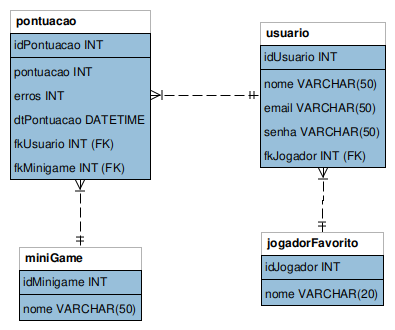 pontuacao
idPontuacao INT
pontuacao INT
erros INT
dtPontuacao DATETIME
fkUsuario INT (FK)
fkMinigame INT (FK)
usuario
idUsuario INT
nome VARCHAR(50)
email VARCHAR(50)
senha VARCHAR(50)
fkJogador INT (FK)
miniGame
idMinigame INT
nome VARCHAR(50)
jogadorFavorito
idJogador INT
nome VARCHAR(20)